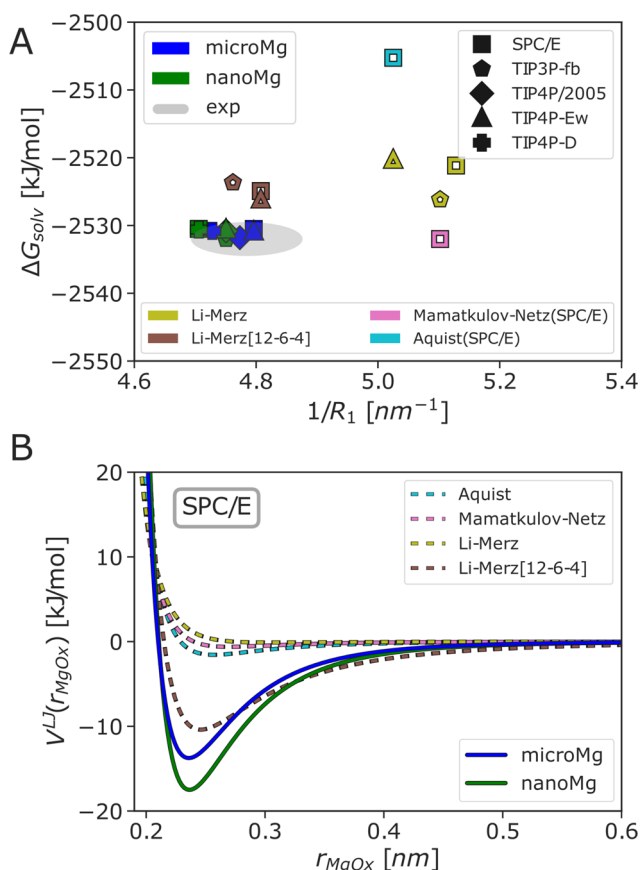 A
−2500
−2510
−2520
−2530
−2540
−2550
ΔG_solv [kJ/mol]
microMg
nanoMg
exp
SPC/E
TIP3P-fb
TIP4P/2005
TIP4P-Ew
TIP4P-D
Li-Merz
Li-Merz[12-6-4]
Mamatkulov-Netz(SPC/E)
Aquist(SPC/E)
4.6 4.8 5.0 5.2 5.4
1/R₁ [nm⁻¹]
B
20
10
0
−10
−20
V^LJ(r_MgOx) [kJ/mol]
SPC/E
Aquist
Mamatkulov-Netz
Li-Merz
Li-Merz[12-6-4]
microMg
nanoMg
0.2 0.3 0.4 0.5 0.6
r_MgOx [nm]